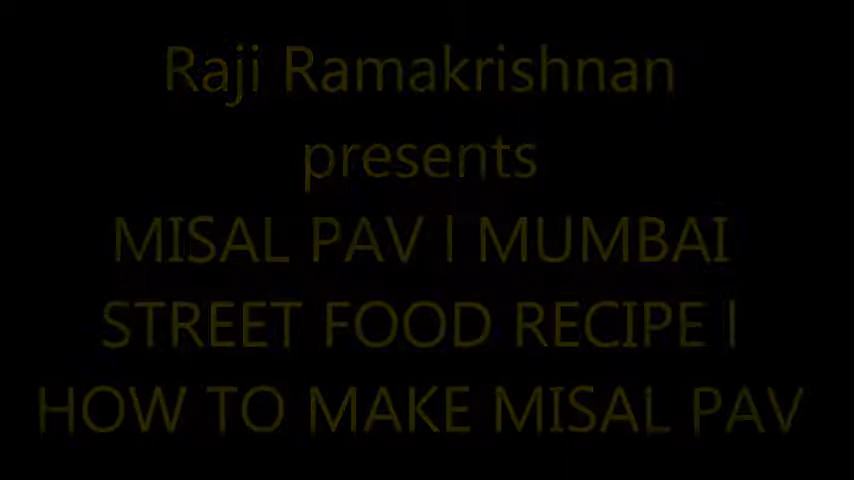 Raji Ramakrishnan
presents
MISAL PAV l MUMBAI
STREET FOOD RECIPE l
HOW TO MAKE MISAL PAV